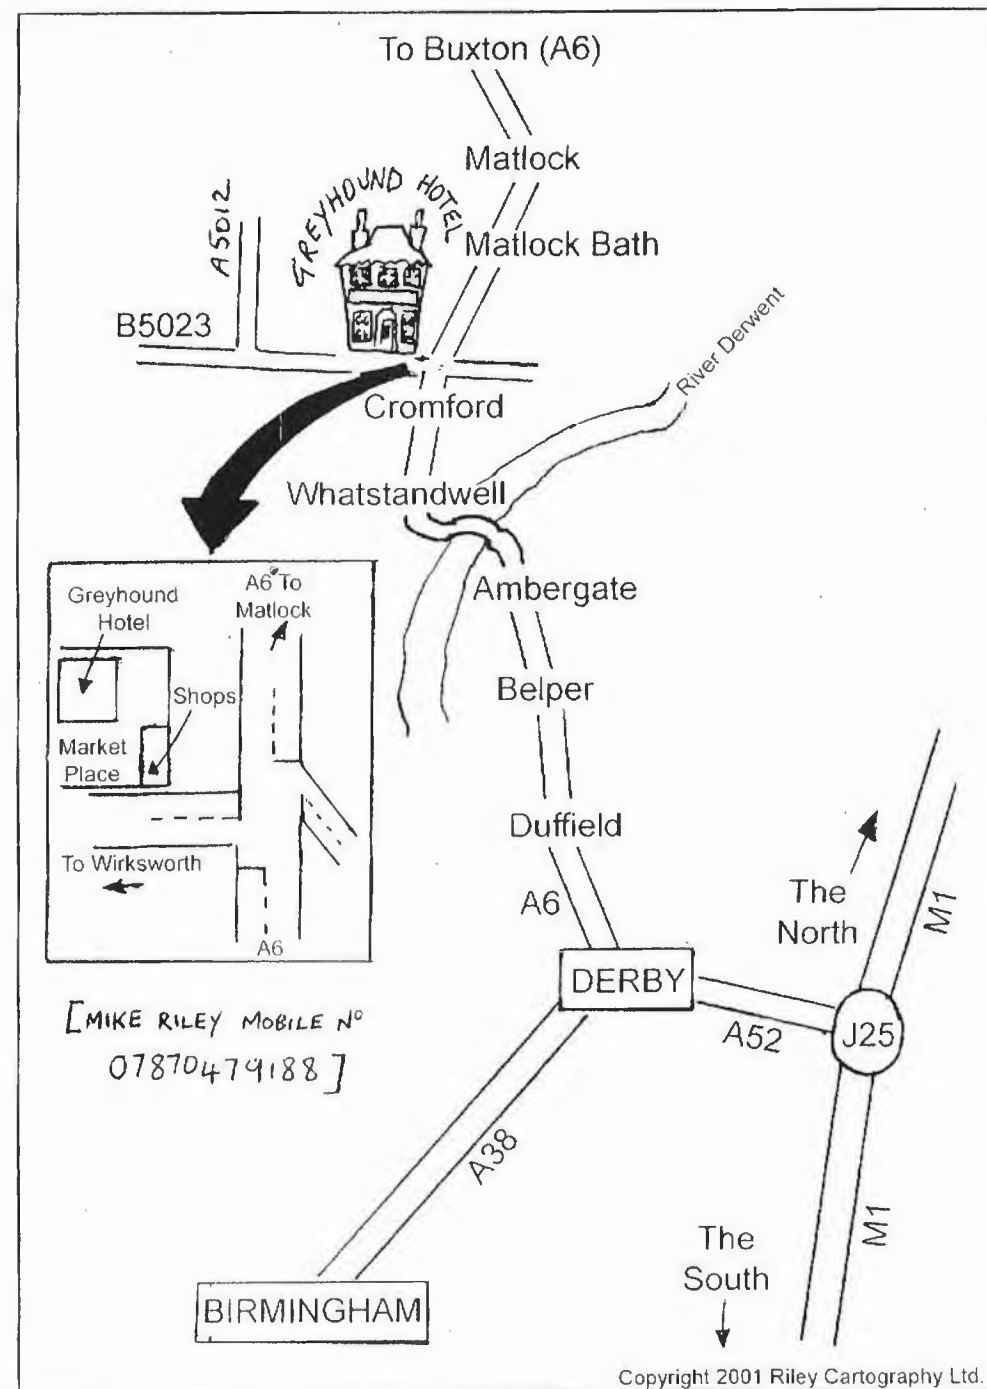 To Buxton (A6)
Matlock
GREYHOUND HOTEL
A5012
Matlock Bath
B5023
River Derwent
Cromford
Whatstandwell
Ambergate
Greyhound
Hotel
A6 To
Matlock
Shops
Market
Place
To Wirksworth
A6
Belper
Duffield
A6
The
North
M1
DERBY
A52
J25
[MIKE RILEY MOBILE Nº
07870479188]
A38
M1
The
South
BIRMINGHAM
Copyright 2001 Riley Cartography Ltd.